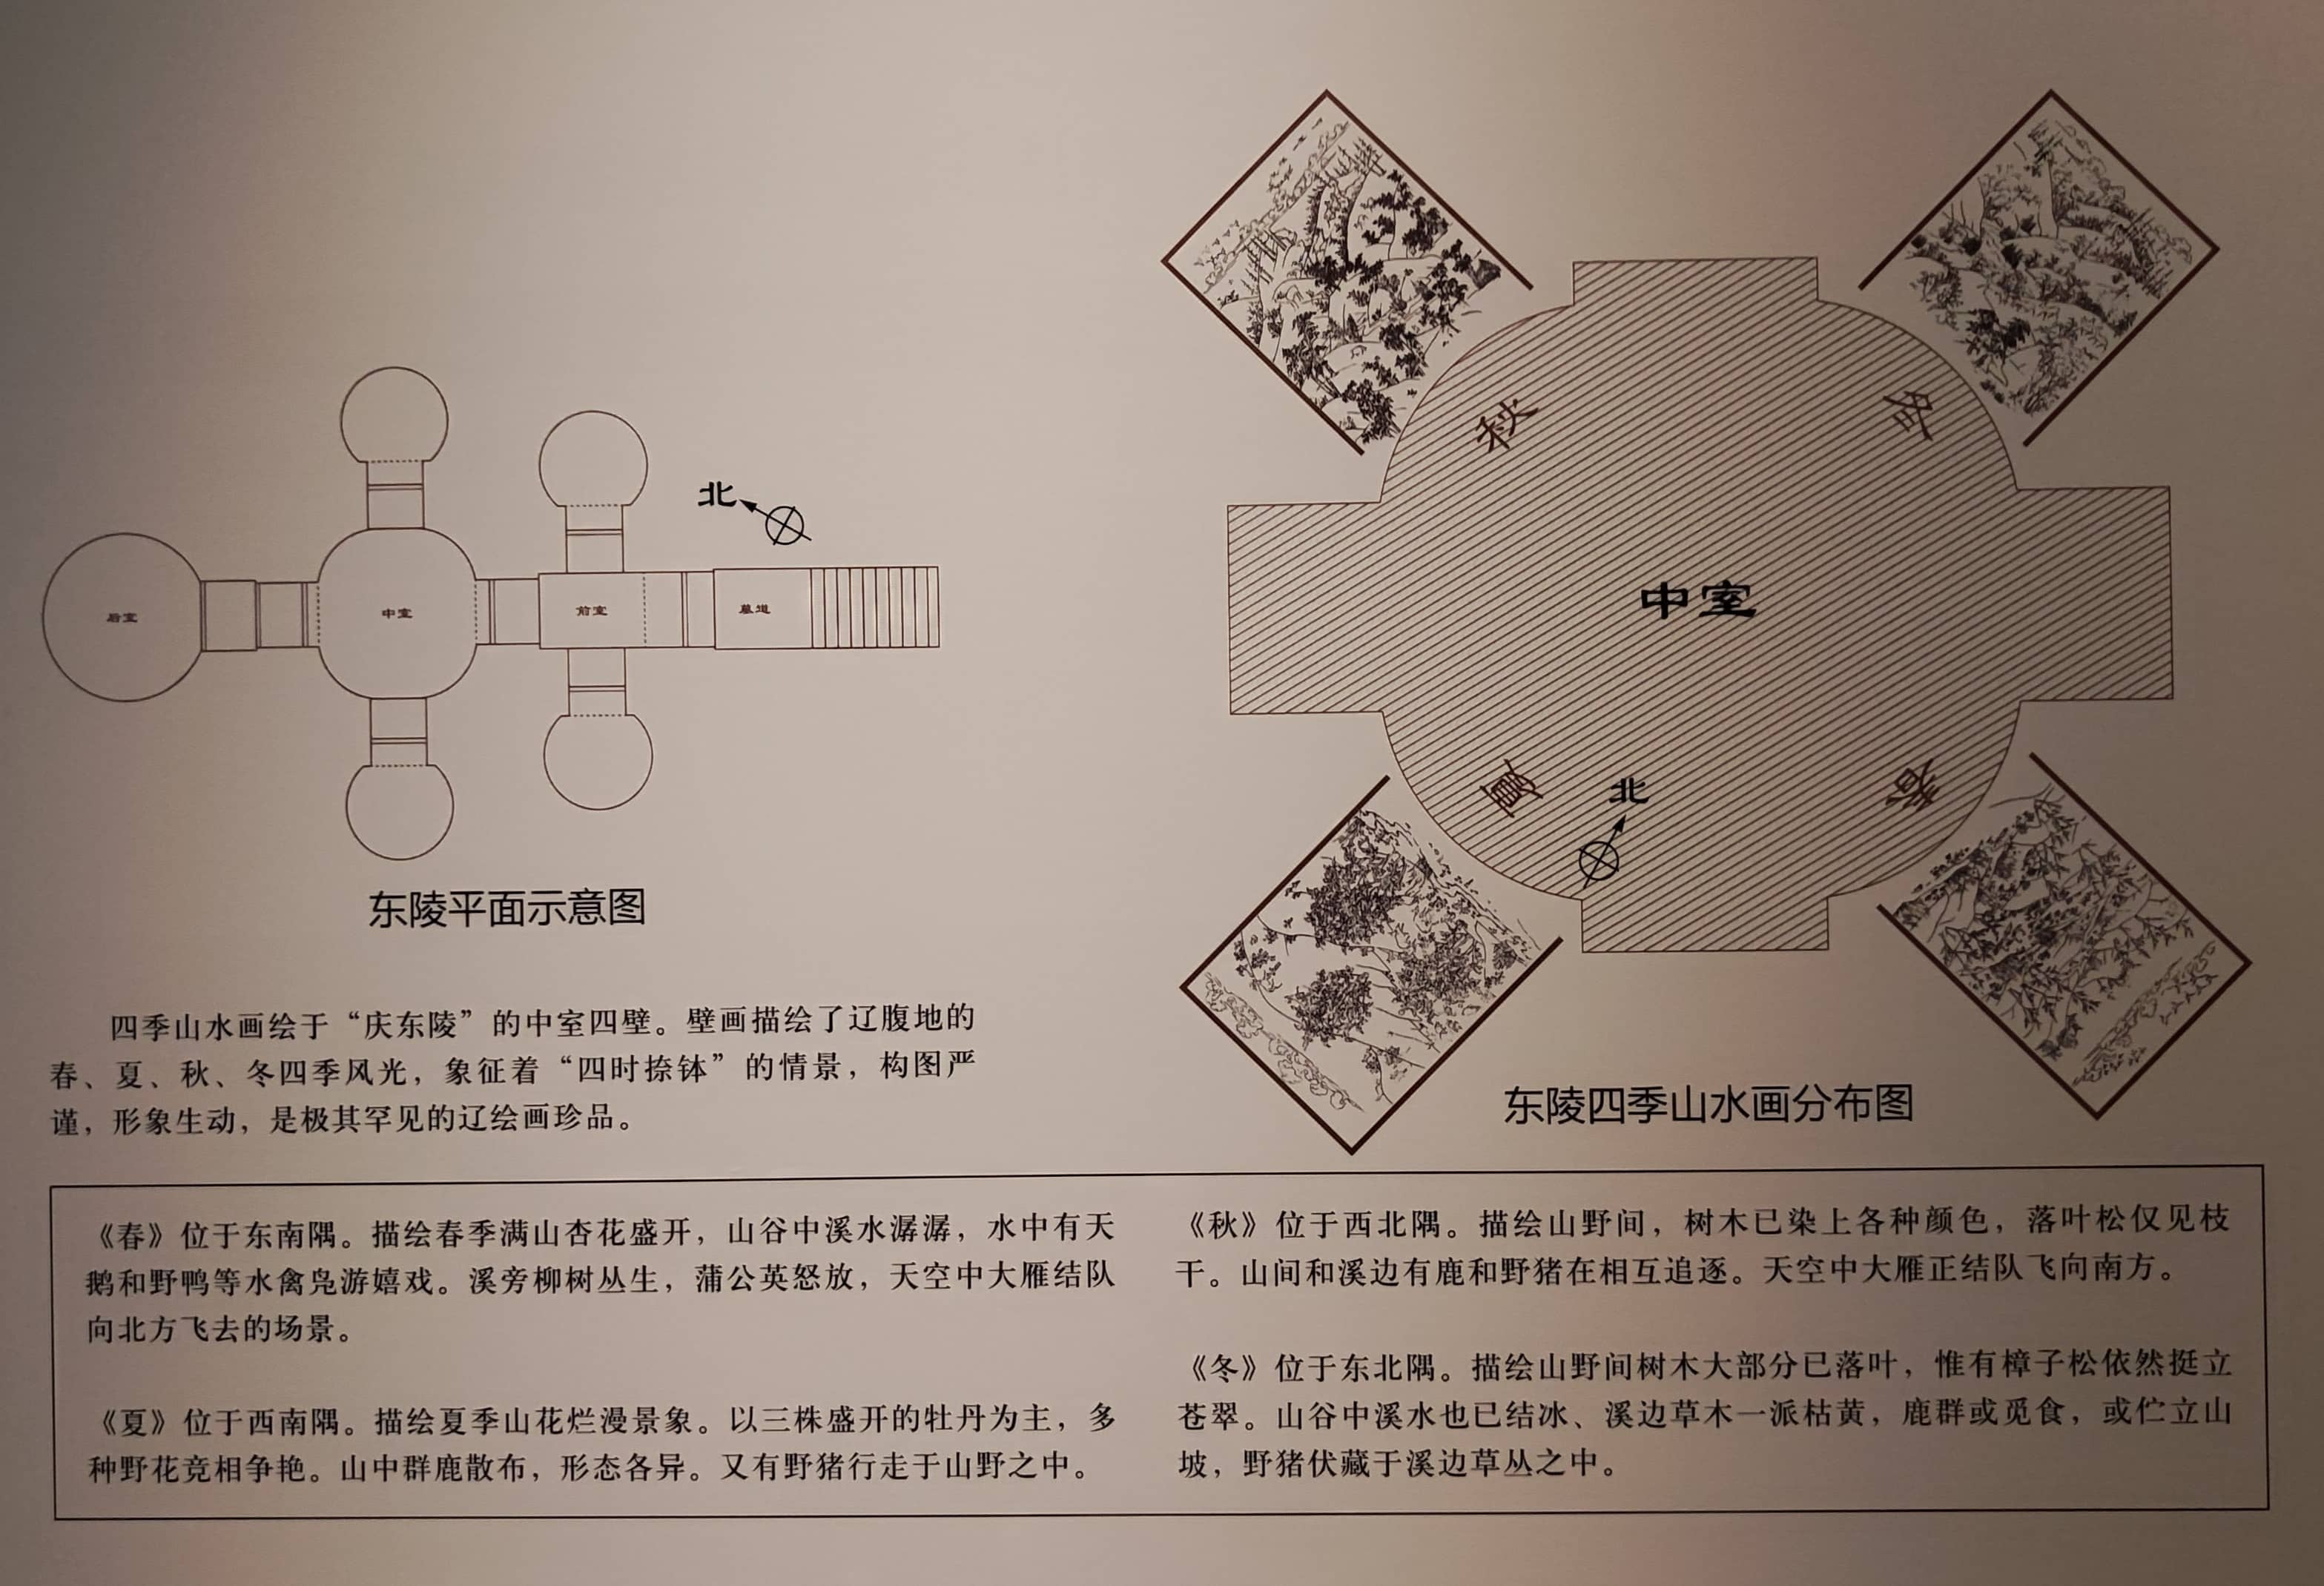 北
后室
中室
前室
墓道
东陵平面示意图
秋
冬
中室
夏
北
春
东陵四季山水画分布图
四季山水画绘于“庆东陵”的中室四壁。壁画描绘了辽腹地的
春、夏、秋、冬四季风光，象征着“四时捺钵”的情景，构图严
谨，形象生动，是极其罕见的辽绘画珍品。
《春》位于东南隅。描绘春季满山杏花盛开，山谷中溪水潺潺，水中有天
鹅和野鸭等水禽凫游嬉戏。溪旁柳树丛生，蒲公英怒放，天空中大雁结队
向北方飞去的场景。
《夏》位于西南隅。描绘夏季山花烂漫景象。以三株盛开的牡丹为主，多
种野花竞相争艳。山中群鹿散布，形态各异。又有野猪行走于山野之中。
《秋》位于西北隅。描绘山野间，树木已染上各种颜色，落叶松仅见枝
干。山间和溪边有鹿和野猪在相互追逐。天空中大雁正结队飞向南方。
《冬》位于东北隅。描绘山野间树木大部分已落叶，惟有樟子松依然挺立
苍翠。山谷中溪水也已结冰、溪边草木一派枯黄，鹿群或觅食，或伫立山
坡，野猪伏藏于溪边草丛之中。